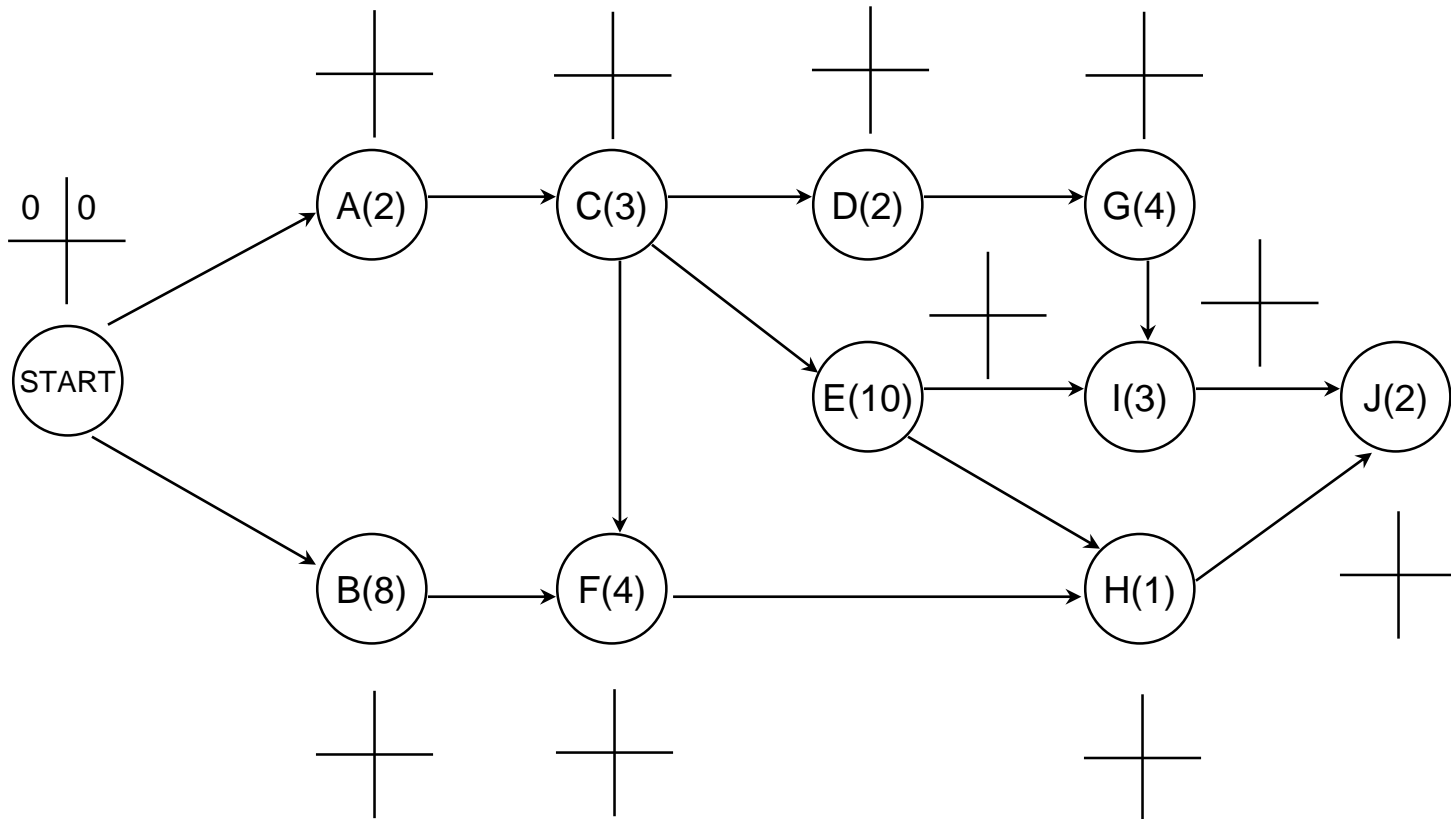 A(2) C(3) D(2) G(4)
0 0
START
E(10) I(3) J(2)
B(8) F(4) H(1)